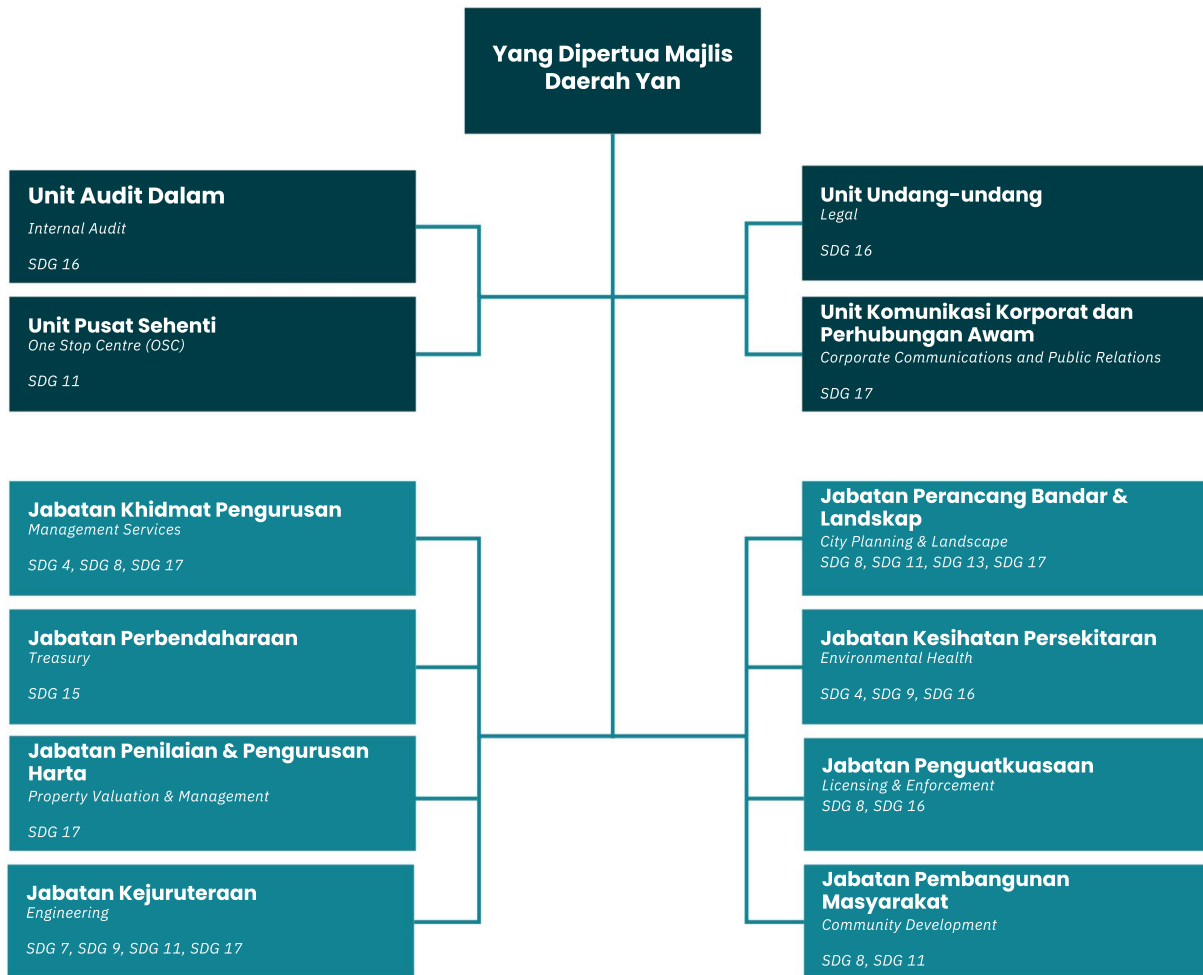 Yang Dipertua Majlis
Daerah Yan
Unit Audit Dalam
Internal Audit
SDG 16
Unit Undang-undang
Legal
SDG 16
Unit Pusat Sehenti
One Stop Centre (OSC)
SDG 11
Unit Komunikasi Korporat dan
Perhubungan Awam
Corporate Communications and Public Relations
SDG 17
Jabatan Khidmat Pengurusan
Management Services
SDG 4, SDG 8, SDG 17
Jabatan Perancang Bandar &
Landskap
City Planning & Landscape
SDG 8, SDG 11, SDG 13, SDG 17
Jabatan Perbendaharaan
Treasury
SDG 15
Jabatan Kesihatan Persekitaran
Environmental Health
SDG 4, SDG 9, SDG 16
Jabatan Penilaian & Pengurusan
Harta
Property Valuation & Management
SDG 17
Jabatan Penguatkuasaan
Licensing & Enforcement
SDG 8, SDG 16
Jabatan Kejuruteraan
Engineering
SDG 7, SDG 9, SDG 11, SDG 17
Jabatan Pembangunan
Masyarakat
Community Development
SDG 8, SDG 11